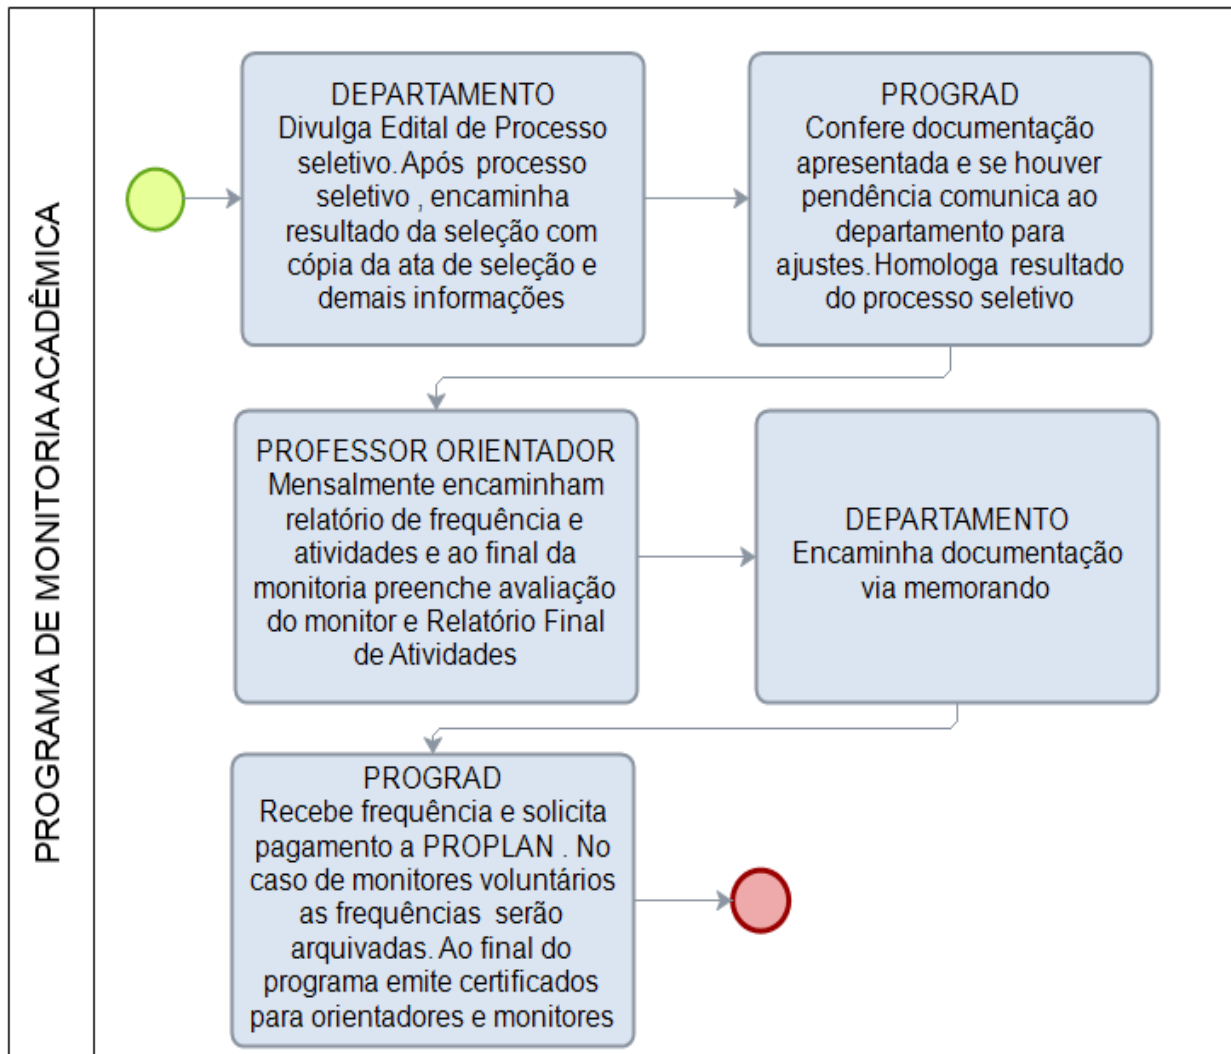 PROGRAMA DE MONITORIA ACADÊMICA
DEPARTAMENTO
Divulga Edital de Processo
seletivo. Após processo
seletivo , encaminha
resultado da seleção com
cópia da ata de seleção e
demais informações
PROGRAD
Confere documentação
apresentada e se houver
pendência comunica ao
departamento para
ajustes. Homologa resultado
do processo seletivo
PROFESSOR ORIENTADOR
Mensalmente encaminham
relatório de frequência e
atividades e ao final da
monitoria preenche avaliação
do monitor e Relatório Final
de Atividades
DEPARTAMENTO
Encaminha documentação
via memorando
PROGRAD
Recebe frequência e solicita
pagamento a PROPLAN . No
caso de monitores voluntários
as frequências serão
arquivadas. Ao final do
programa emite certificados
para orientadores e monitores